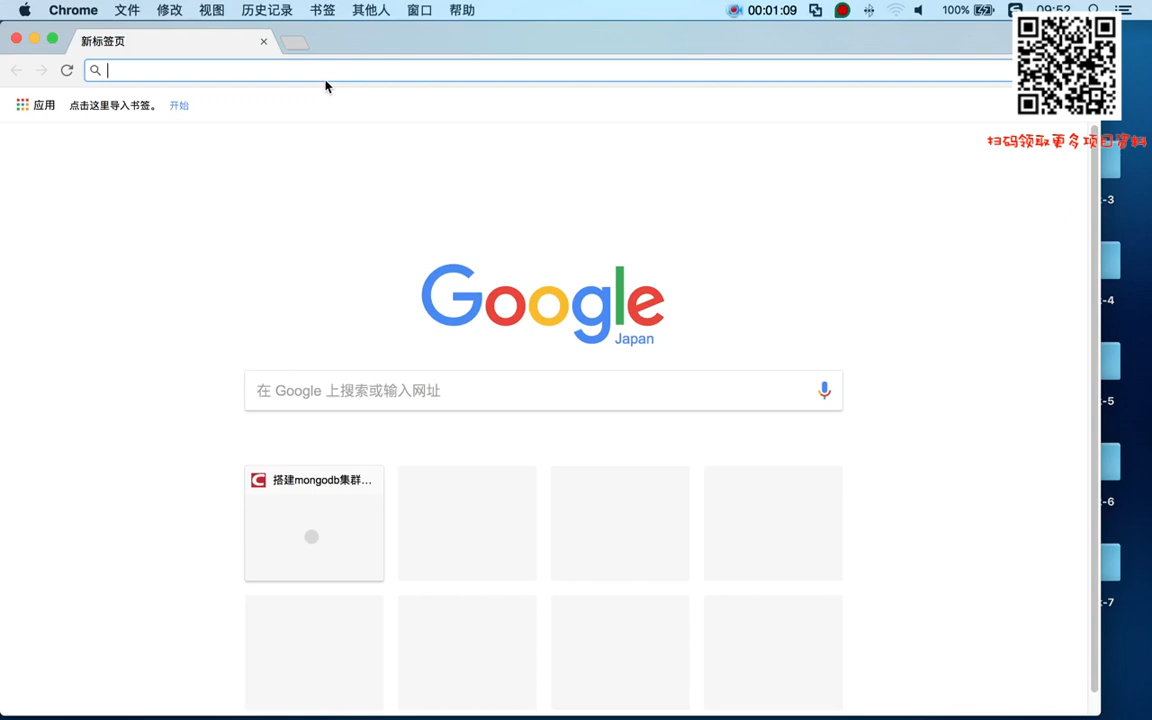 Chrome 文件 修改 视图 历史记录 书签 其他人 窗口 帮助 00:01:09 100% 09:52
新标签页
应用 点击这里导入书签。 开始
扫码领取更多项目资料
Google
Japan
在 Google 上搜索或输入网址
搭建mongodb集群...
-3
-4
-5
-6
-7